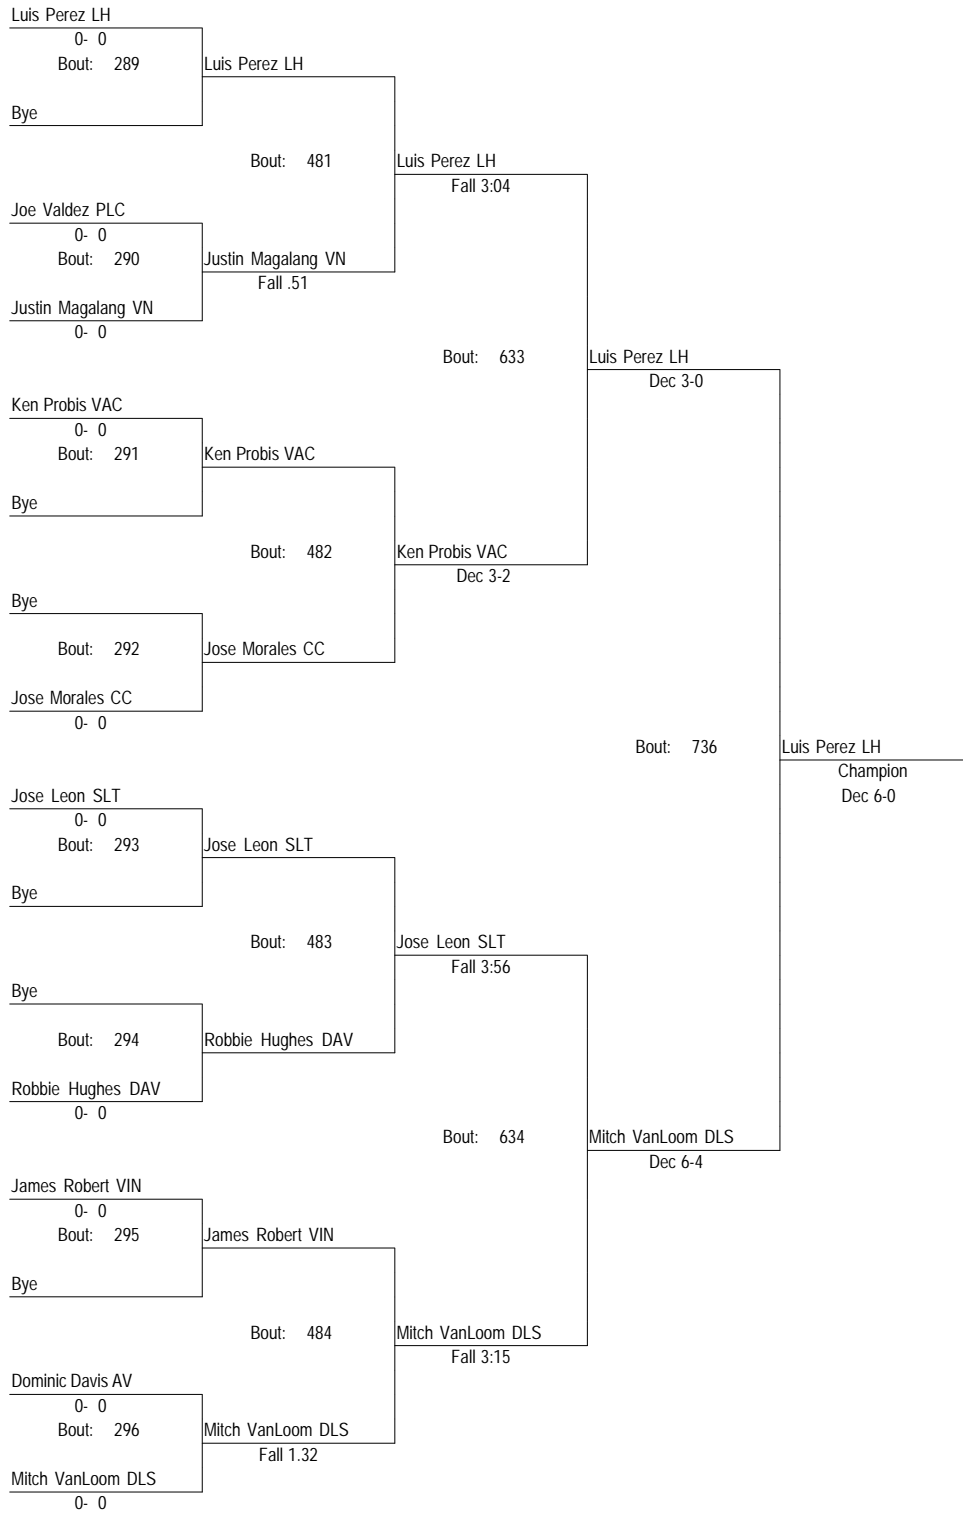 Luis Perez LH
0- 0
Bout: 289
Luis Perez LH
Bye
Bout: 481
Luis Perez LH
Fall 3:04
Joe Valdez PLC
0- 0
Bout: 290
Justin Magalang VN
Fall .51
Justin Magalang VN
0- 0
Bout: 633
Luis Perez LH
Dec 3-0
Ken Probis VAC
0- 0
Bout: 291
Ken Probis VAC
Bye
Bout: 482
Ken Probis VAC
Dec 3-2
Bye
Bout: 292
Jose Morales CC
Jose Morales CC
0- 0
Bout: 736
Luis Perez LH
Champion
Dec 6-0
Jose Leon SLT
0- 0
Bout: 293
Jose Leon SLT
Bye
Bout: 483
Jose Leon SLT
Fall 3:56
Bye
Bout: 294
Robbie Hughes DAV
Robbie Hughes DAV
0- 0
Bout: 634
Mitch VanLoom DLS
Dec 6-4
James Robert VIN
0- 0
Bout: 295
James Robert VIN
Bye
Bout: 484
Mitch VanLoom DLS
Fall 3:15
Dominic Davis AV
0- 0
Bout: 296
Mitch VanLoom DLS
Fall 1.32
Mitch VanLoom DLS
0- 0